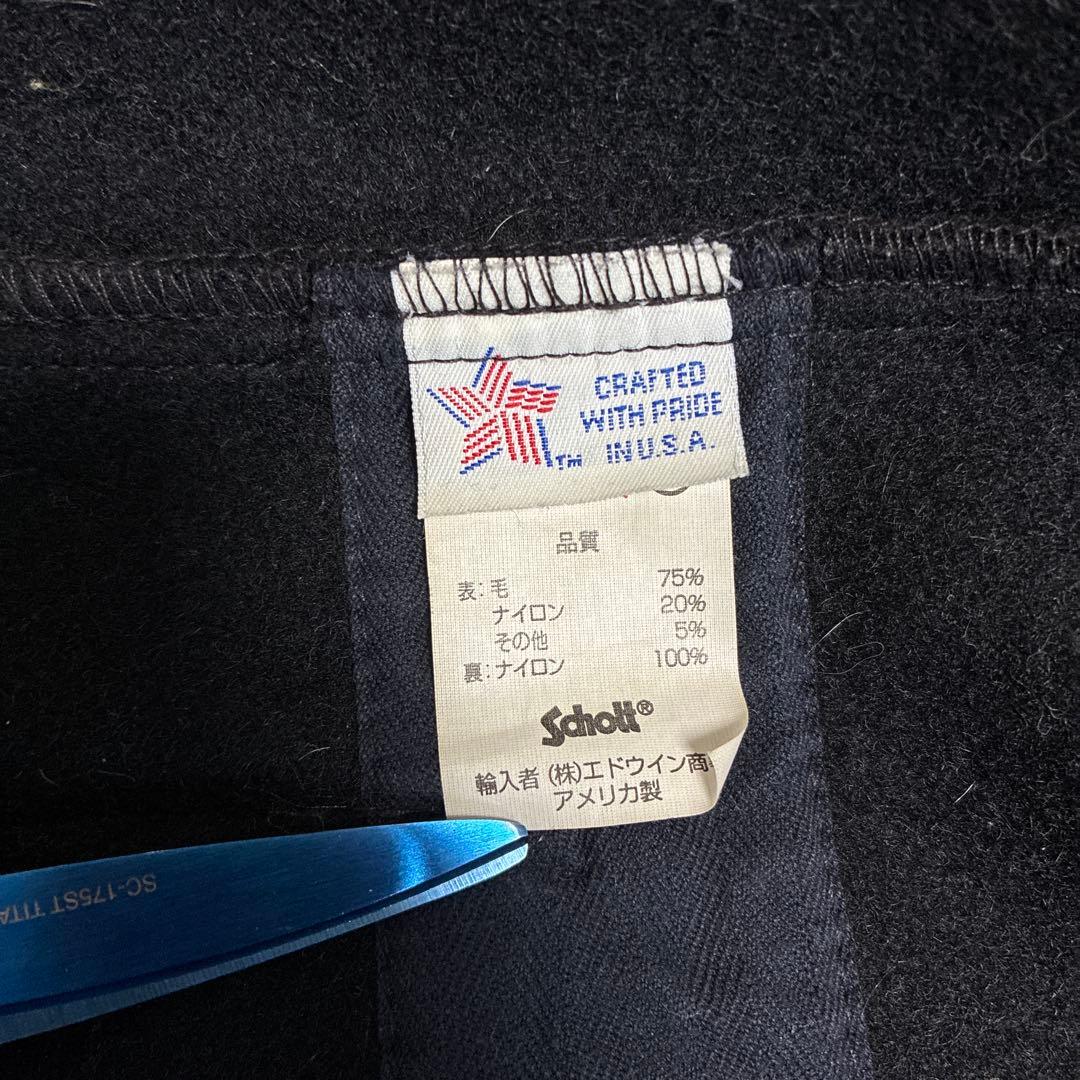 CRAFTED
WITH PRIDE
IN U.S.A.
TM
品質
表:毛 75%
ナイロン 20%
その他 5%
裏:ナイロン 100%
Schott®
輸入者 (株)エドウイン商
アメリカ製
SC-175ST TITA